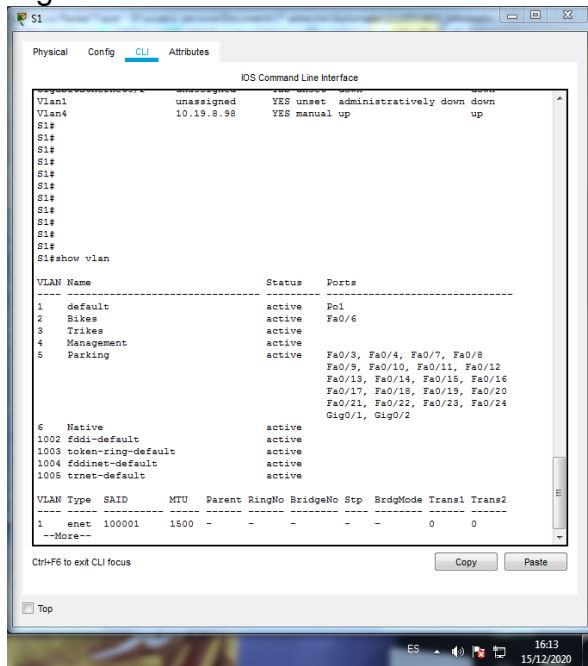 S1
Physical Config CLI Attributes
IOS Command Line Interface
Vlan1 unassigned YES unset administratively down down
Vlan4 10.19.8.98 YES manual up up
S1#
S1#
S1#
S1#
S1#
S1#
S1#
S1#
S1#
S1#
S1#
S1#show vlan
VLAN Name Status Ports
---- -------------------------------- --------- -------------------------------
1 default active Po1
2 Bikes active Fa0/6
3 Trikes active
4 Management active
5 Parking active Fa0/3, Fa0/4, Fa0/7, Fa0/8
Fa0/9, Fa0/10, Fa0/11, Fa0/12
Fa0/13, Fa0/14, Fa0/15, Fa0/16
Fa0/17, Fa0/18, Fa0/19, Fa0/20
Fa0/21, Fa0/22, Fa0/23, Fa0/24
Gig0/1, Gig0/2
6 Native active
1002 fddi-default active
1003 token-ring-default active
1004 fddinet-default active
1005 trnet-default active
VLAN Type SAID MTU Parent RingNo BridgeNo Stp BrdgMode Trans1 Trans2
---- ----- ---------- ----- ------ ------ -------- ---- -------- ------ ------
1 enet 100001 1500 - - - - - 0 0
--More--
Ctrl+F6 to exit CLI focus
Copy Paste
Top
ES 16:13
15/12/2020